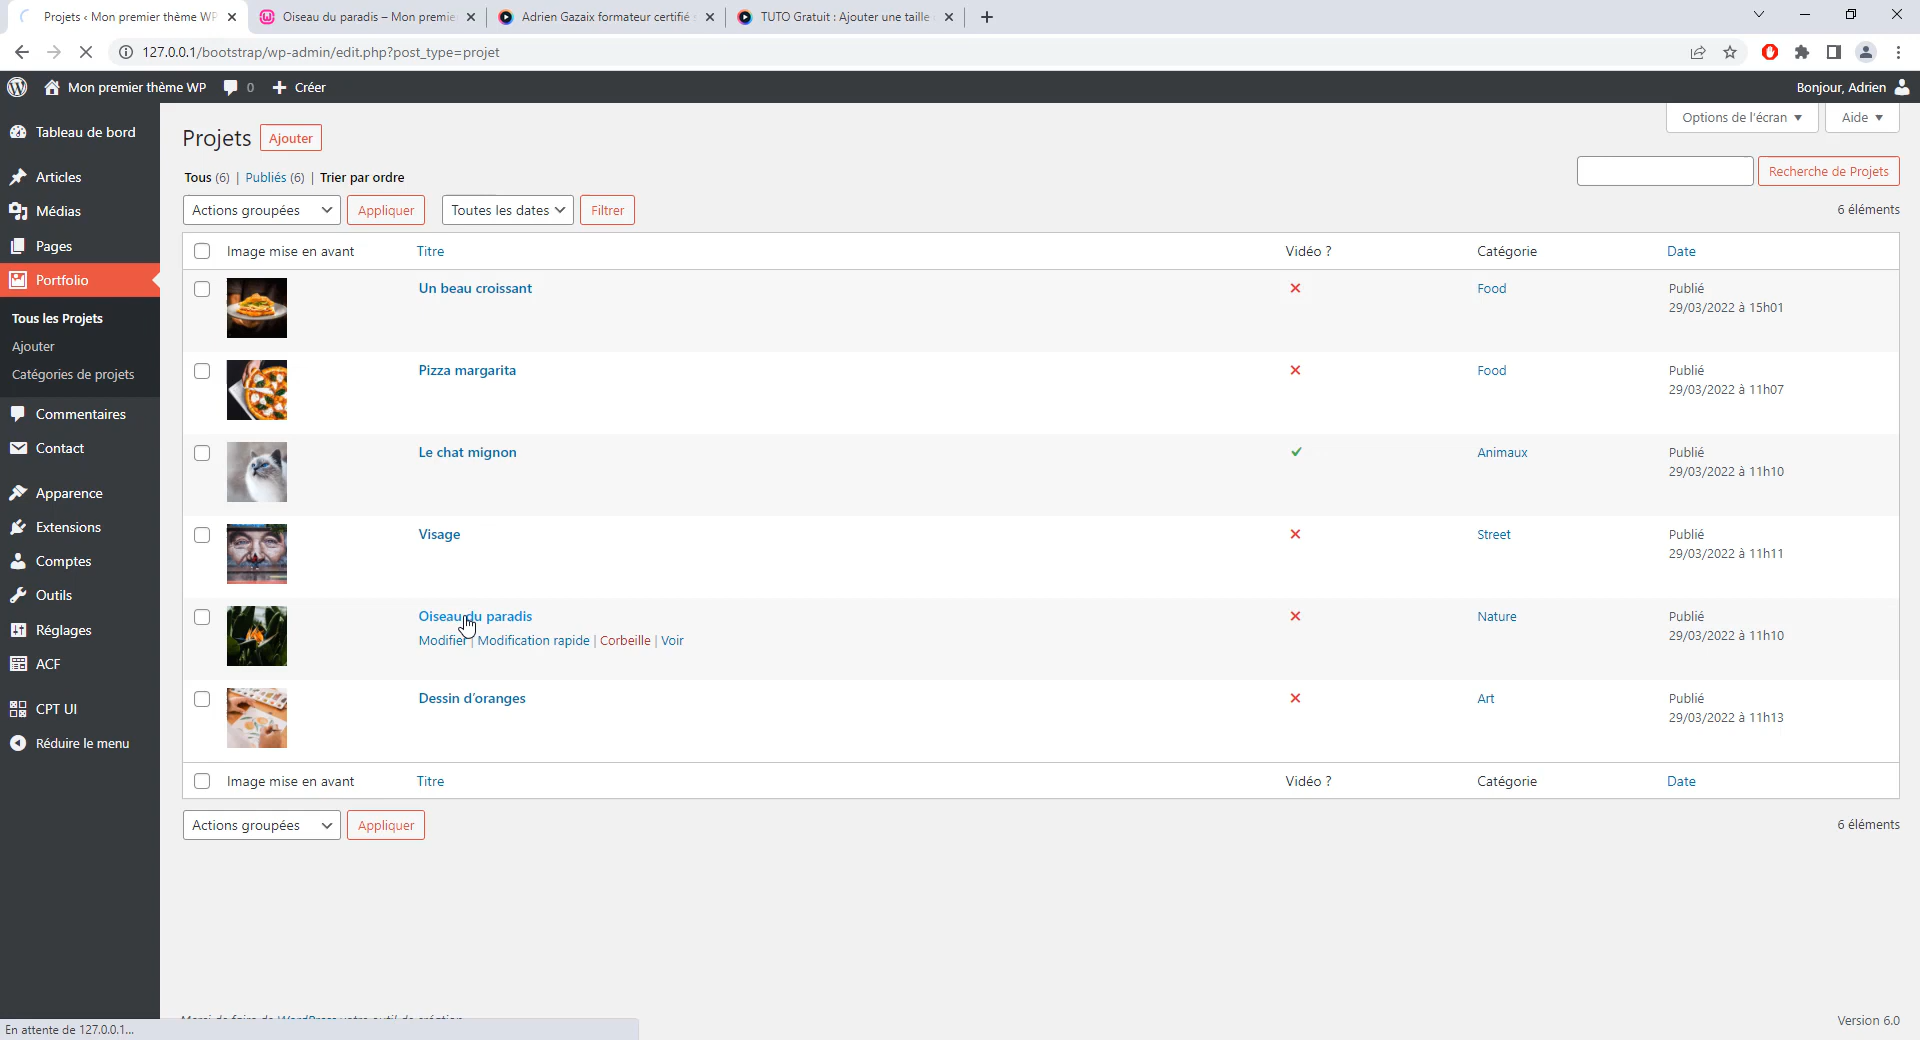 Projets ‹ Mon premier thème WP
Oiseau du paradis – Mon premie
Adrien Gazaix formateur certifié
TUTO Gratuit : Ajouter une taille
127.0.0.1/bootstrap/wp-admin/edit.php?post_type=projet
Mon premier thème WP
0
Créer
Bonjour, Adrien
Tableau de bord
Articles
Médias
Pages
Portfolio
Tous les Projets
Ajouter
Catégories de projets
Commentaires
Contact
Apparence
Extensions
Comptes
Outils
Réglages
ACF
CPT UI
Réduire le menu
Options de l'écran
Aide
Projets
Ajouter
Tous (6) | Publiés (6) | Trier par ordre
Recherche de Projets
Actions groupées
Appliquer
Toutes les dates
Filtrer
6 éléments
Image mise en avant
Titre
Vidéo ?
Catégorie
Date
Un beau croissant
Food
Publié
29/03/2022 à 15h01
Pizza margarita
Food
Publié
29/03/2022 à 11h07
Le chat mignon
Animaux
Publié
29/03/2022 à 11h10
Visage
Street
Publié
29/03/2022 à 11h11
Oiseau du paradis
Modifier | Modification rapide | Corbeille | Voir
Nature
Publié
29/03/2022 à 11h10
Dessin d'oranges
Art
Publié
29/03/2022 à 11h13
Image mise en avant
Titre
Vidéo ?
Catégorie
Date
Actions groupées
Appliquer
6 éléments
Merci de faire de WordPress votre outil de création.
Version 6.0
En attente de 127.0.0.1...